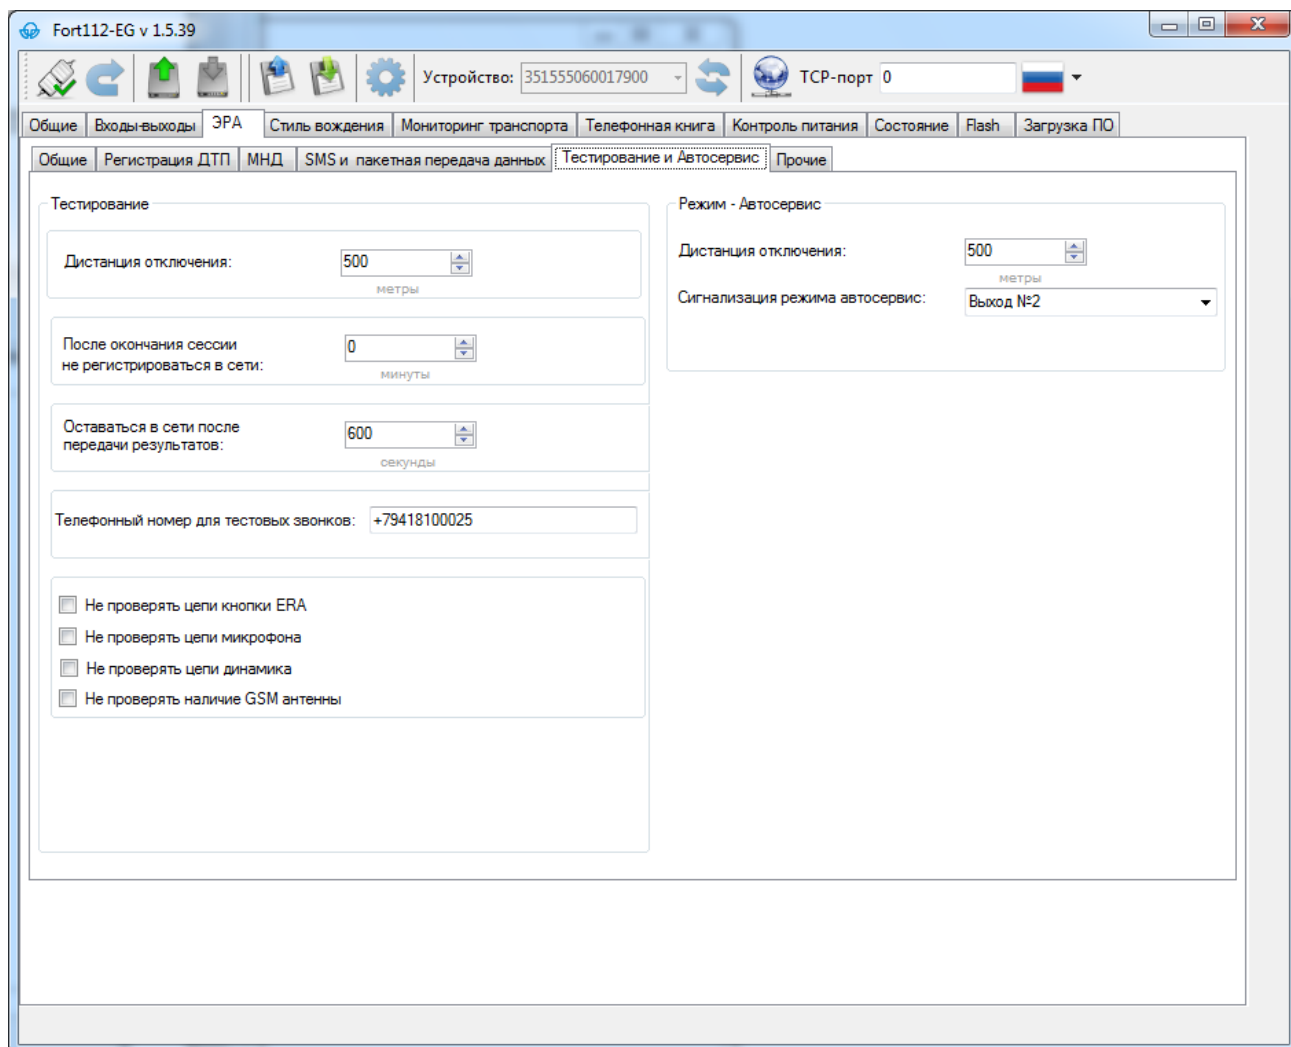 Fort112-EG v 1.5.39
Устройство: 351555060017900 TCP-порт 0
Общие Входы-выходы ЭРА Стиль вождения Мониторинг транспорта Телефонная книга Контроль питания Состояние Flash Загрузка ПО
Общие Регистрация ДТП МНД SMS и пакетная передача данных Тестирование и Автосервис Прочие
Тестирование
Дистанция отключения: 500
метры
После окончания сессии
не регистрироваться в сети: 0
минуты
Оставаться в сети после
передачи результатов: 600
секунды
Телефонный номер для тестовых звонков: +79418100025
Не проверять цепи кнопки ERA
Не проверять цепи микрофона
Не проверять цепи динамика
Не проверять наличие GSM антенны
Режим - Автосервис
Дистанция отключения: 500
метры
Сигнализация режима автосервис: Выход №2